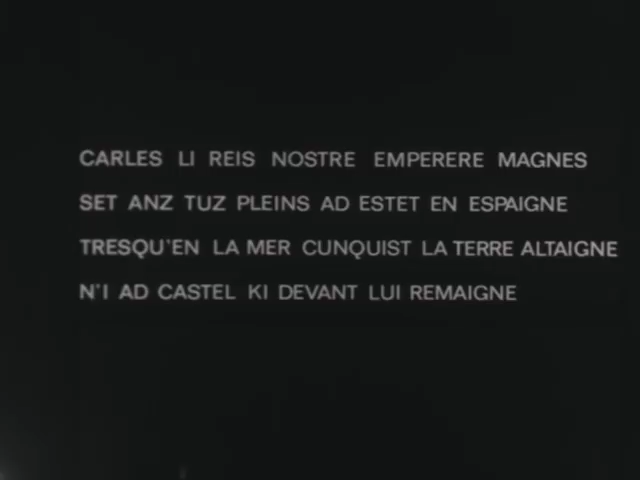 CARLES LI REIS NOSTRE EMPERERE MAGNES
SET ANZ TUZ PLEINS AD ESTET EN ESPAIGNE
TRESQU'EN LA MER CUNQUIST LA TERRE ALTAIGNE
N'I AD CASTEL KI DEVANT LUI REMAIGNE